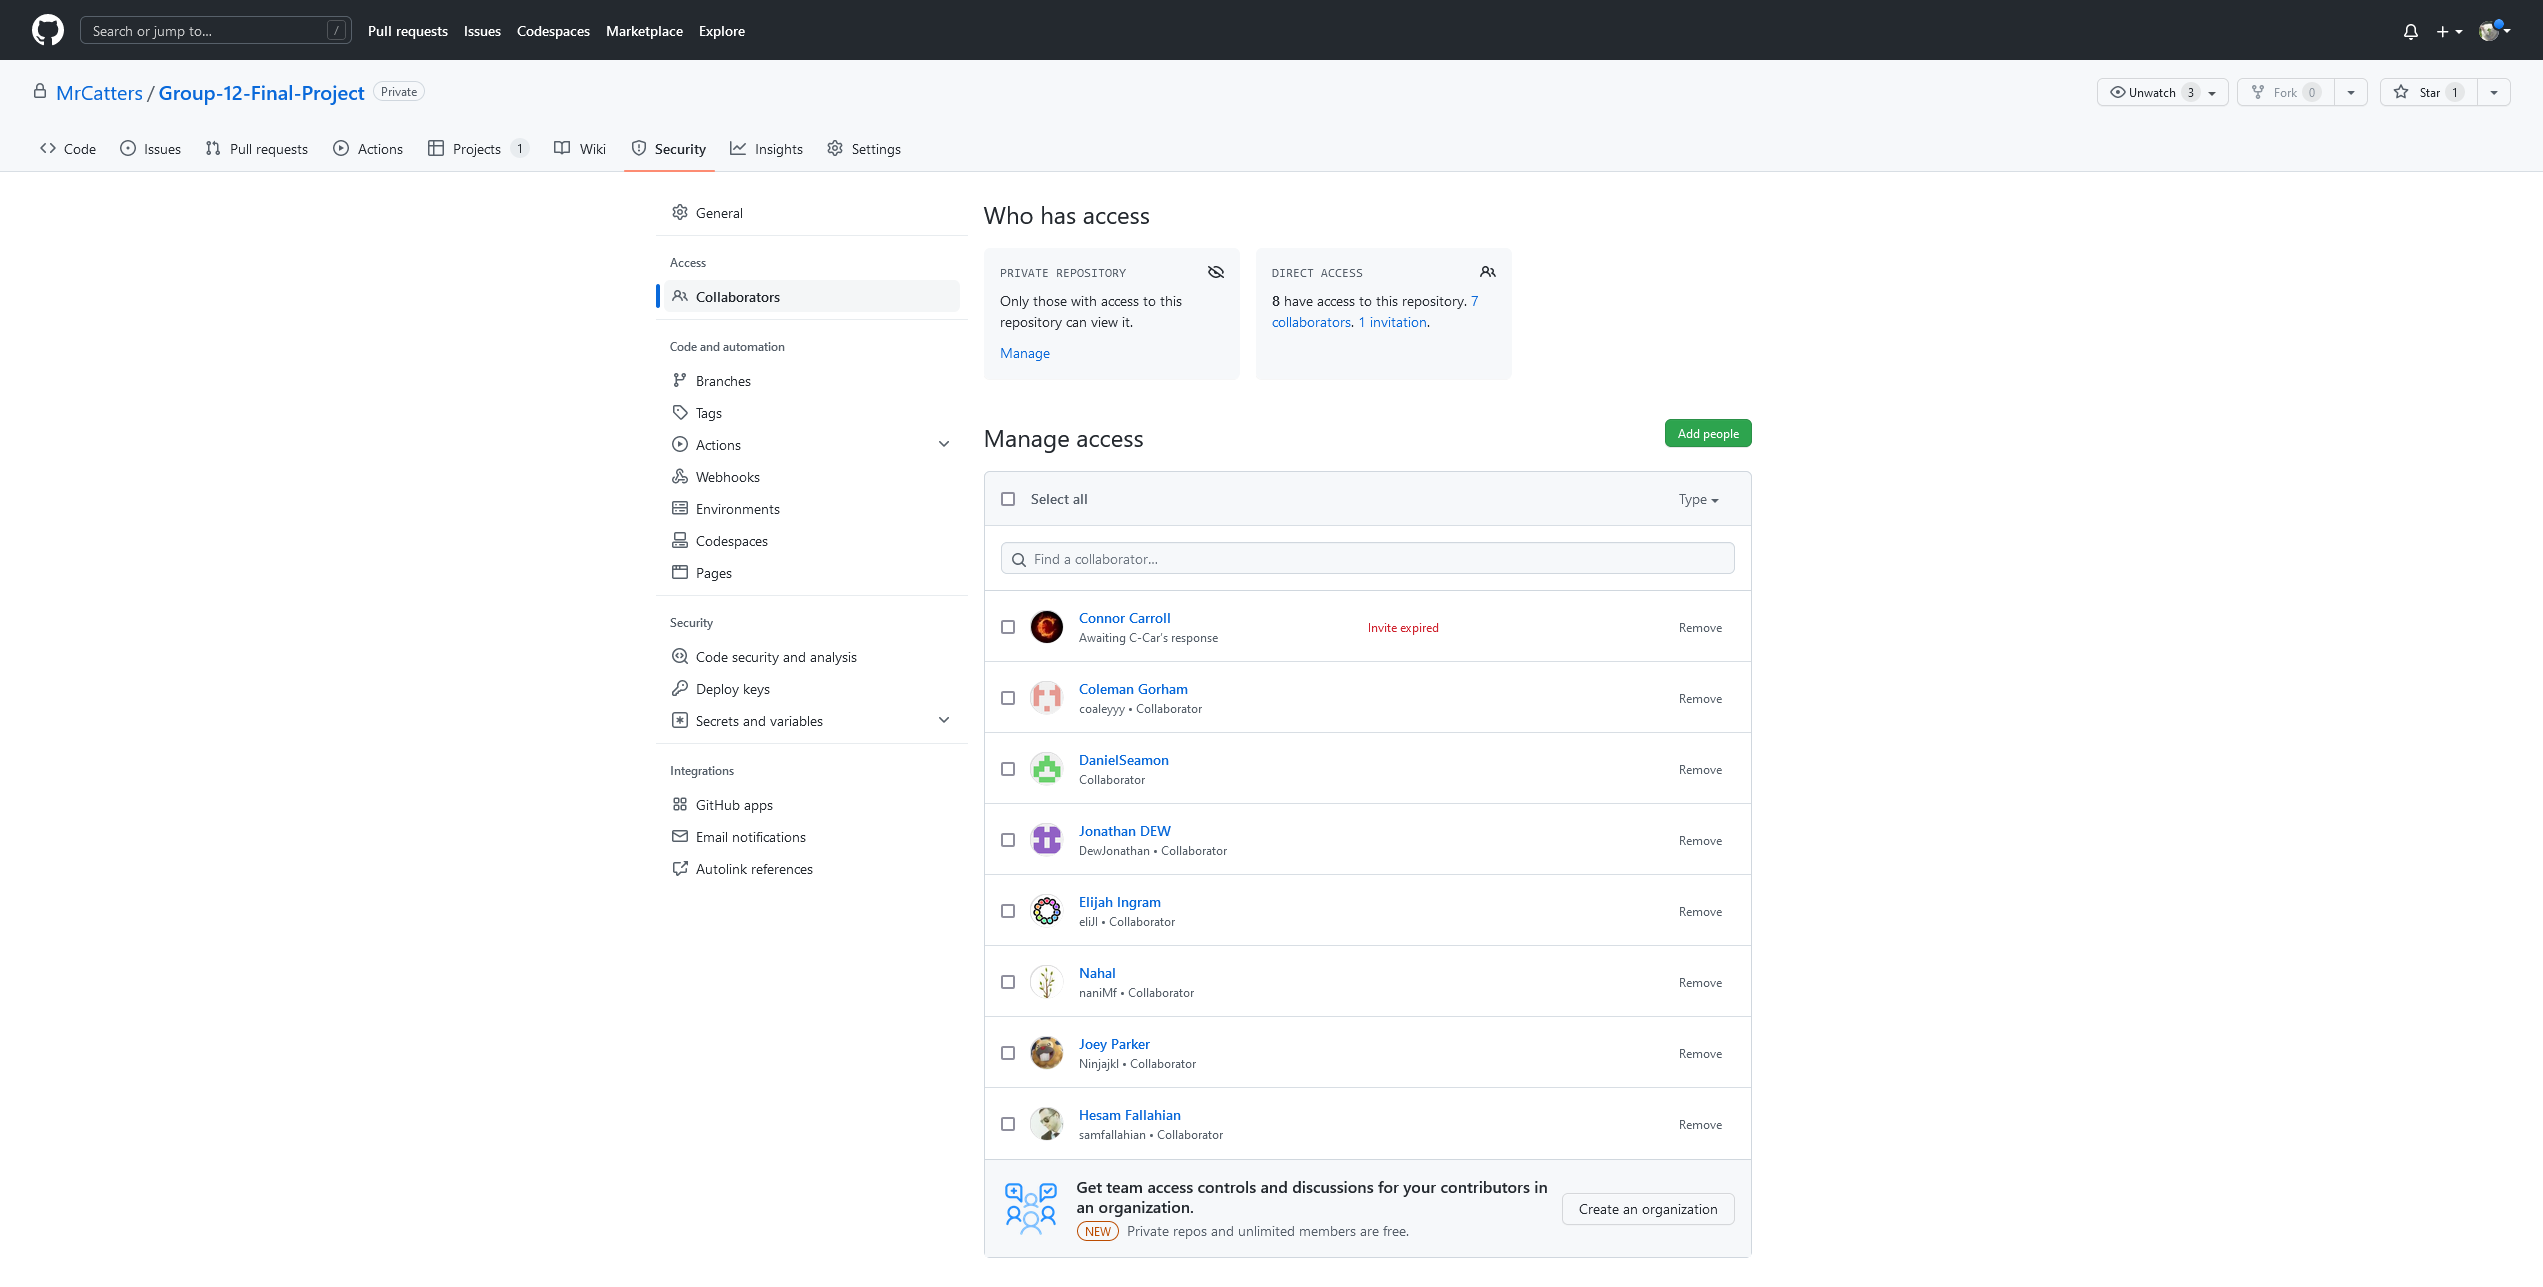 Search or jump to... /
Pull requests Issues Codespaces Marketplace Explore
MrCatters / Group-12-Final-Project Private
Unwatch 3 Fork 0 Star 1
Code Issues Pull requests Actions Projects 1 Wiki Security Insights Settings
General
Access
Collaborators
Code and automation
Branches
Tags
Actions
Webhooks
Environments
Codespaces
Pages
Security
Code security and analysis
Deploy keys
Secrets and variables
Integrations
GitHub apps
Email notifications
Autolink references
Who has access
PRIVATE REPOSITORY
Only those with access to this
repository can view it.
Manage
DIRECT ACCESS
8 have access to this repository. 7
collaborators. 1 invitation.
Manage access
Add people
Select all Type
Find a collaborator...
Connor Carroll
Awaiting C-Car's response
Invite expired
Remove
Coleman Gorham
coaleyyy • Collaborator
Remove
DanielSeamon
Collaborator
Remove
Jonathan DEW
DewJonathan • Collaborator
Remove
Elijah Ingram
eliJI • Collaborator
Remove
Nahal
naniMf • Collaborator
Remove
Joey Parker
Ninjajkl • Collaborator
Remove
Hesam Fallahian
samfallahian • Collaborator
Remove
Get team access controls and discussions for your contributors in
an organization.
NEW Private repos and unlimited members are free.
Create an organization